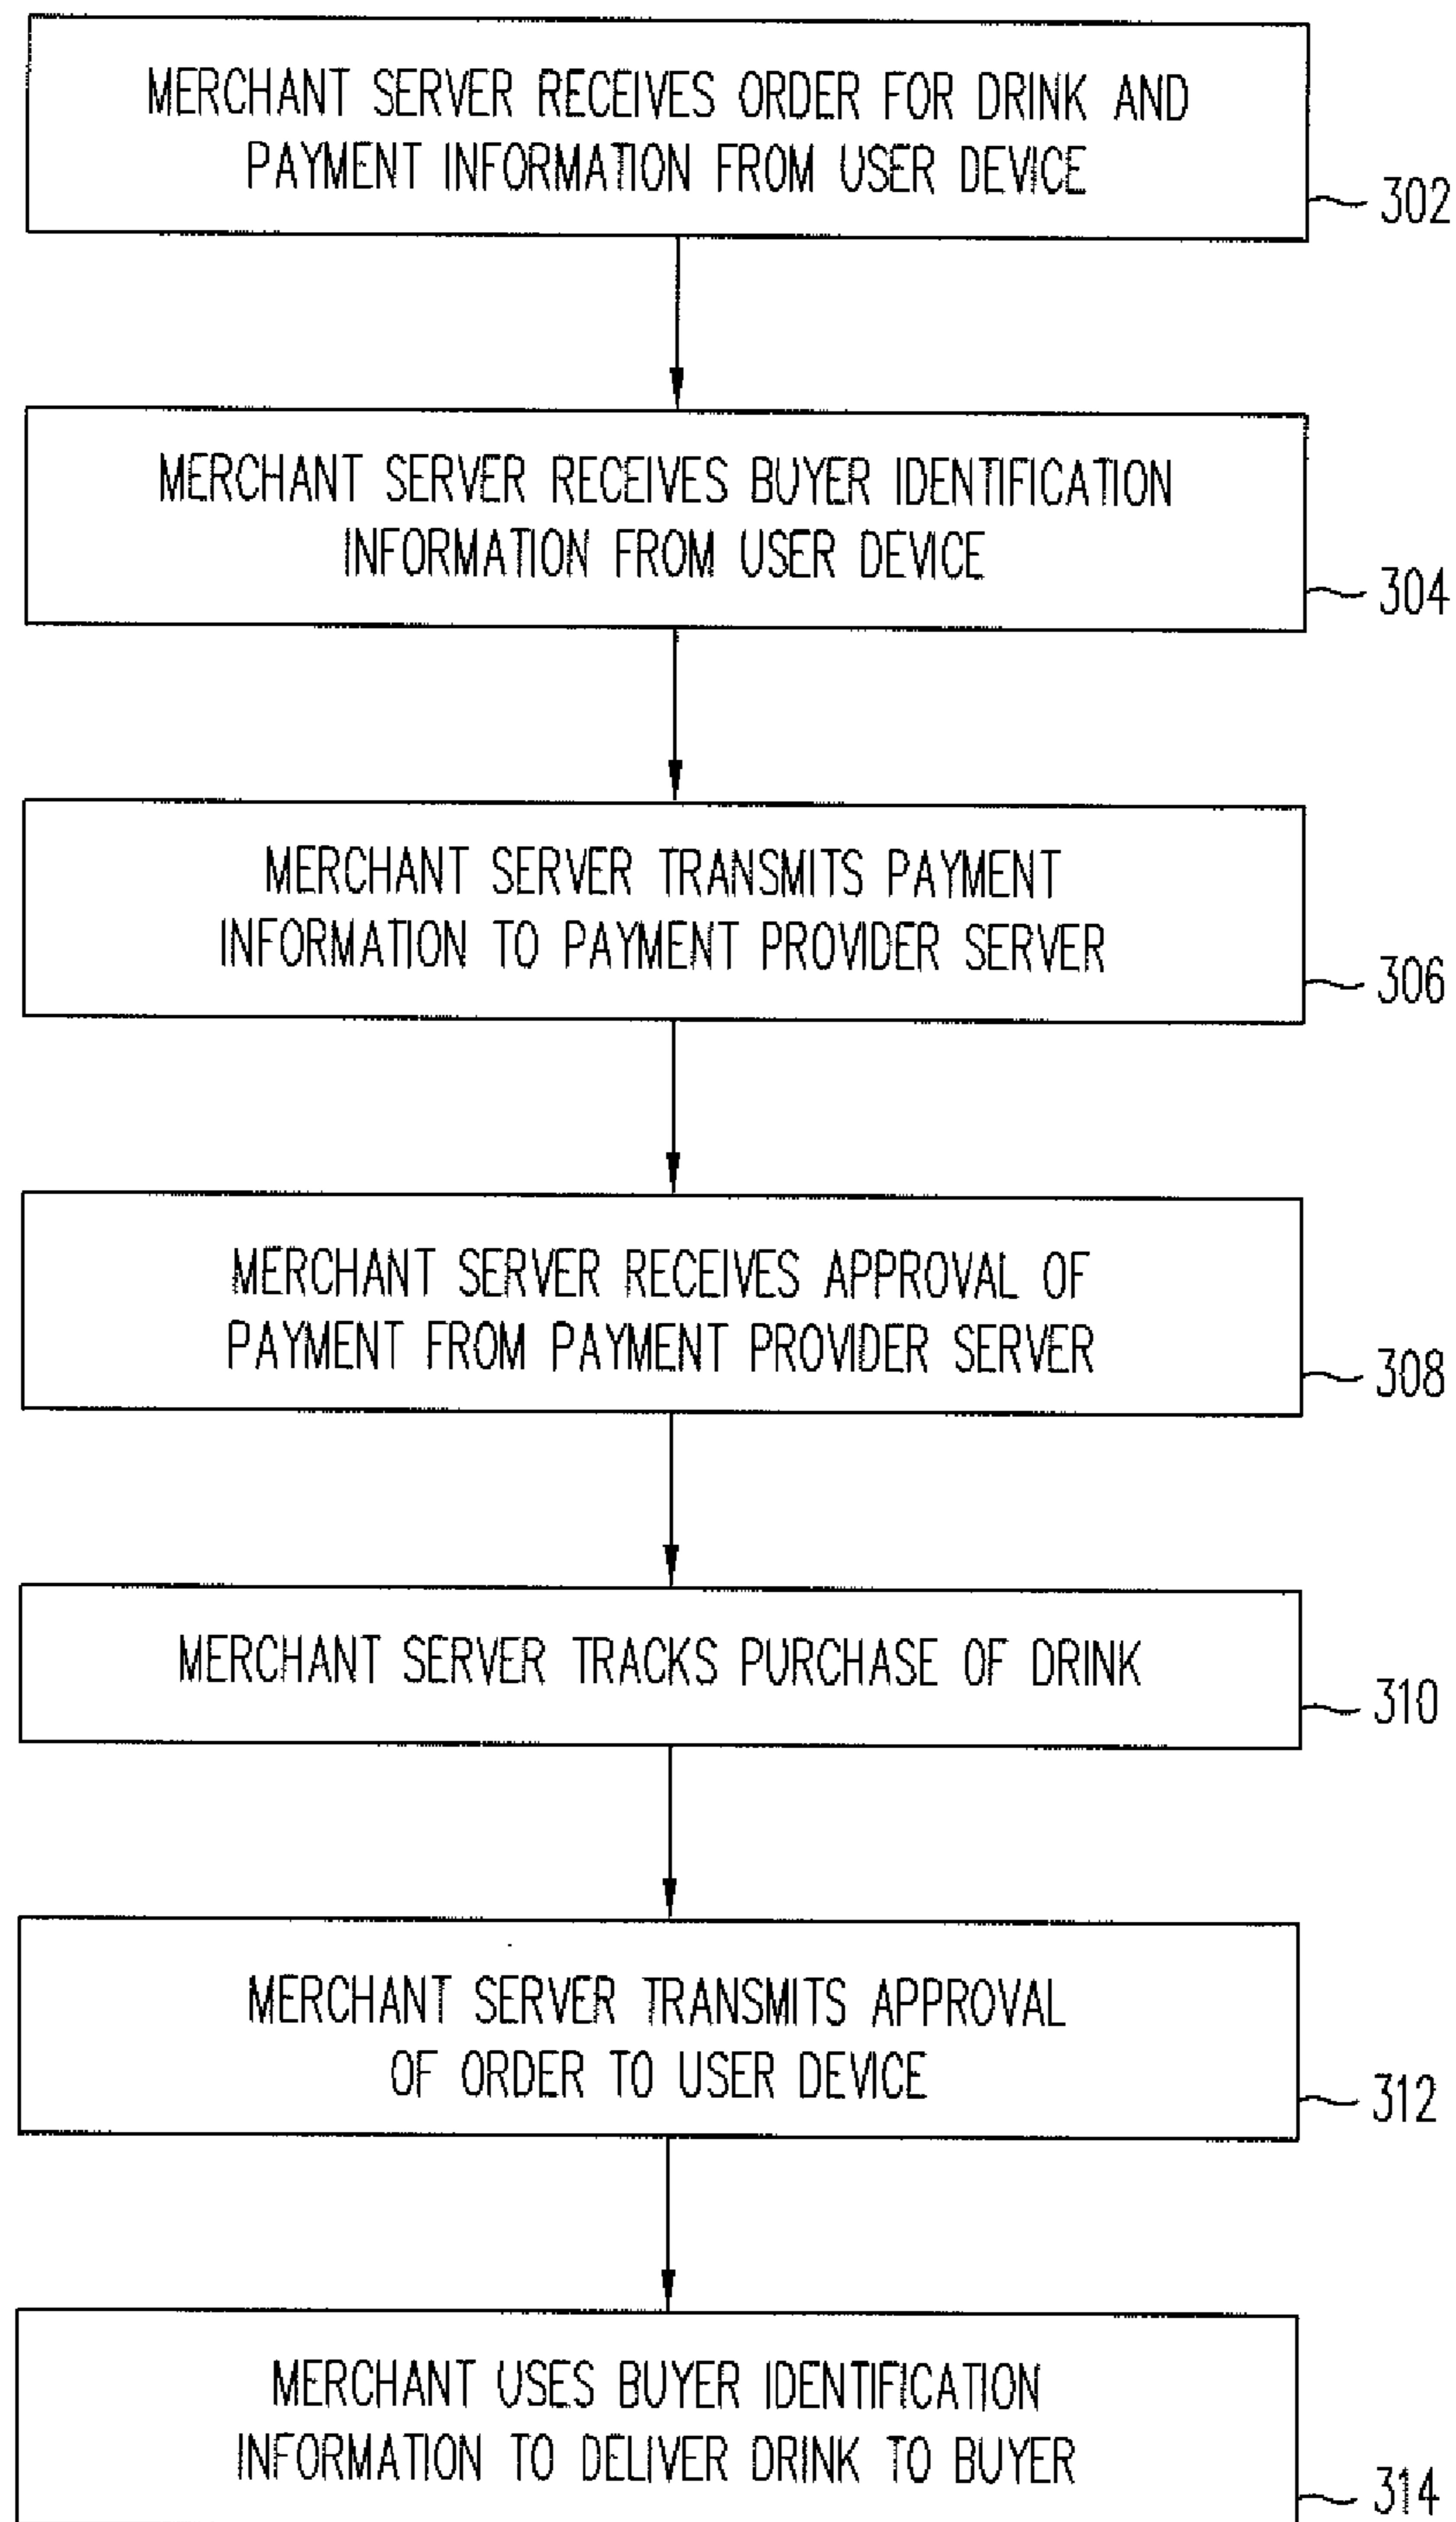 MERCHANT SERVER RECEIVES ORDER FOR DRINK AND
PAYMENT INFORMATION FROM USER DEVICE
302
MERCHANT SERVER RECEIVES BUYER IDENTIFICATION
INFORMATION FROM USER DEVICE
304
MERCHANT SERVER TRANSMITS PAYMENT
INFORMATION TO PAYMENT PROVIDER SERVER
306
MERCHANT SERVER RECEIVES APPROVAL OF
PAYMENT FROM PAYMENT PROVIDER SERVER
308
MERCHANT SERVER TRACKS PURCHASE OF DRINK
310
MERCHANT SERVER TRANSMITS APPROVAL
OF ORDER TO USER DEVICE
312
MERCHANT USES BUYER IDENTIFICATION
INFORMATION TO DELIVER DRINK TO BUYER
314